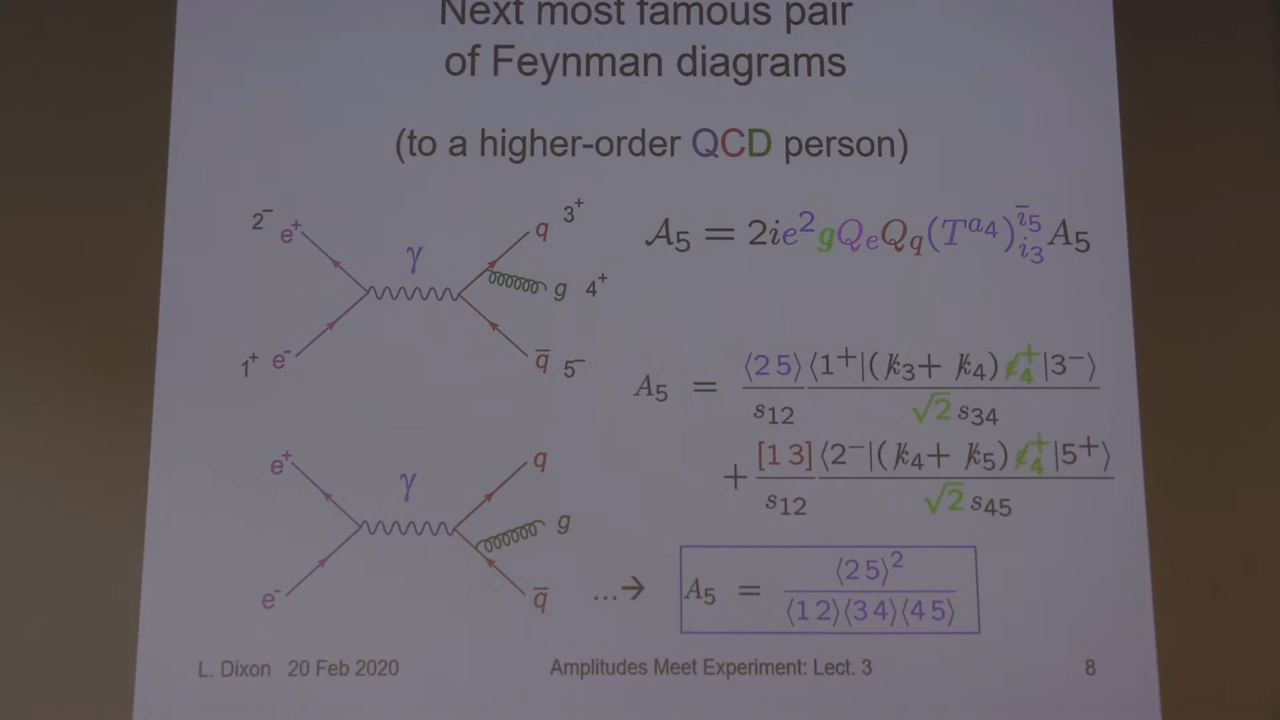 Next most famous pair
of Feynman diagrams
(to a higher-order QCD person)
2⁻ e⁺ γ q 3⁺
g 4⁺
1⁺ e⁻ q̄ 5⁻
𝒜₅ = 2ie²gQₑQ_q(T^{a₄})_{i₃}^{ī₅} A₅
A₅ = ⟨2 5⟩/s₁₂ ⟨1⁺|(k̸₃ + k̸₄) ε̸₄⁺|3⁻⟩/(√2 s₃₄)
+ [1 3]/s₁₂ ⟨2⁻|(k̸₄ + k̸₅) ε̸₄⁺|5⁺⟩/(√2 s₄₅)
e⁺ γ q
g
e⁻ q̄
...→ A₅ = ⟨2 5⟩²/(⟨1 2⟩⟨3 4⟩⟨4 5⟩)
L. Dixon 20 Feb 2020
Amplitudes Meet Experiment: Lect. 3
8